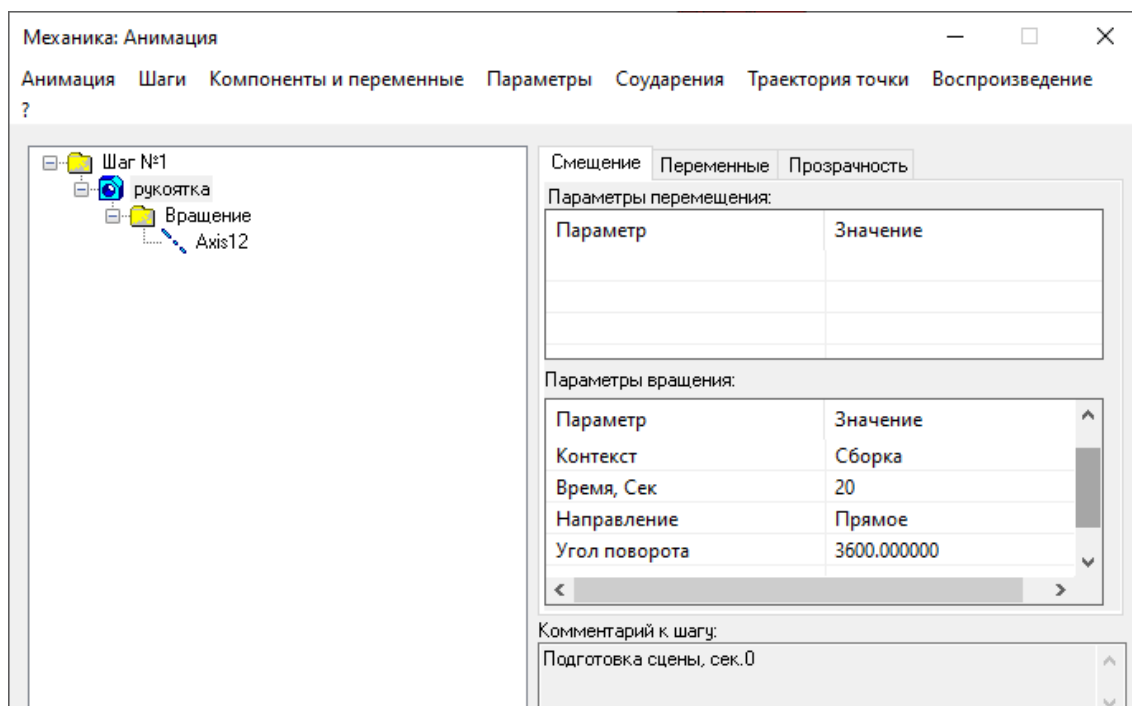 Механика: Анимация
Анимация Шаги Компоненты и переменные Параметры Соударения Траектория точки Воспроизведение
?
Шаг №1
рукоятка
Вращение
Axis12
Смещение Переменные Прозрачность
Параметры перемещения:
Параметр Значение
Параметры вращения:
Параметр Значение
Контекст Сборка
Время, Сек 20
Направление Прямое
Угол поворота 3600.000000
Комментарий к шагу:
Подготовка сцены, сек.0